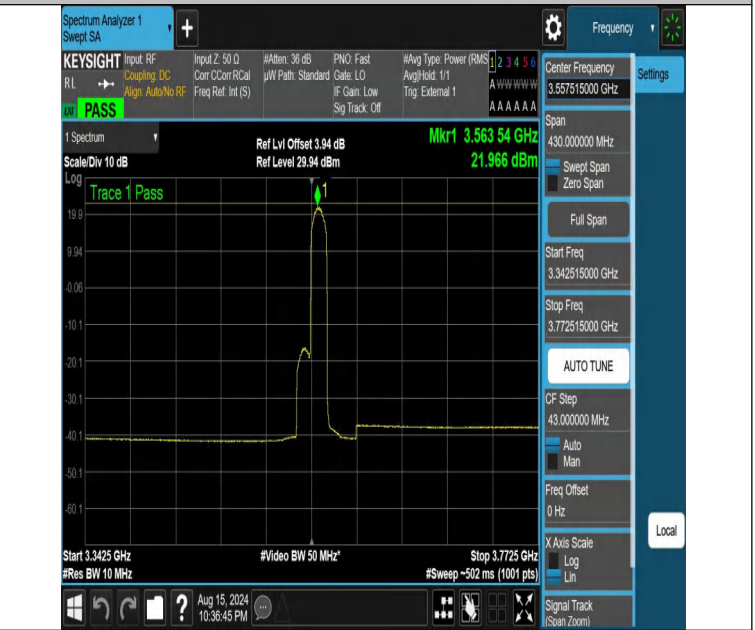 Spectrum Analyzer 1
Swept SA
+
Frequency
KEYSIGHT
RL
PASS
Input: RF
Coupling: DC
Align: Auto/No RF
Input Z: 50 Ω
Corr CCorr RCal
Freq Ref: Int (S)
#Atten: 36 dB
µW Path: Standard
PNO: Fast
Gate: LO
IF Gain: Low
Sig Track: Off
#Avg Type: Power (RMS
Avg|Hold: 1/1
Trig: External 1
1 2 3 4 5 6
A W W W W W
A A A A A A
1 Spectrum
Scale/Div 10 dB
Ref Lvl Offset 3.94 dB
Ref Level 29.94 dBm
Mkr1 3.563 54 GHz
21.966 dBm
Log
Trace 1 Pass
1
19.9
9.94
-0.06
-10.1
-20.1
-30.1
-40.1
-50.1
-60.1
Start 3.3425 GHz
#Res BW 10 MHz
#Video BW 50 MHz*
Stop 3.7725 GHz
#Sweep ~502 ms (1001 pts)
Aug 15, 2024
10:36:45 PM
?
Center Frequency
3.557515000 GHz
Settings
Span
430.000000 MHz
Swept Span
Zero Span
Full Span
Start Freq
3.342515000 GHz
Stop Freq
3.772515000 GHz
AUTO TUNE
CF Step
43.000000 MHz
Auto
Man
Freq Offset
0 Hz
X Axis Scale
Log
Lin
Signal Track
(Span Zoom)
Local